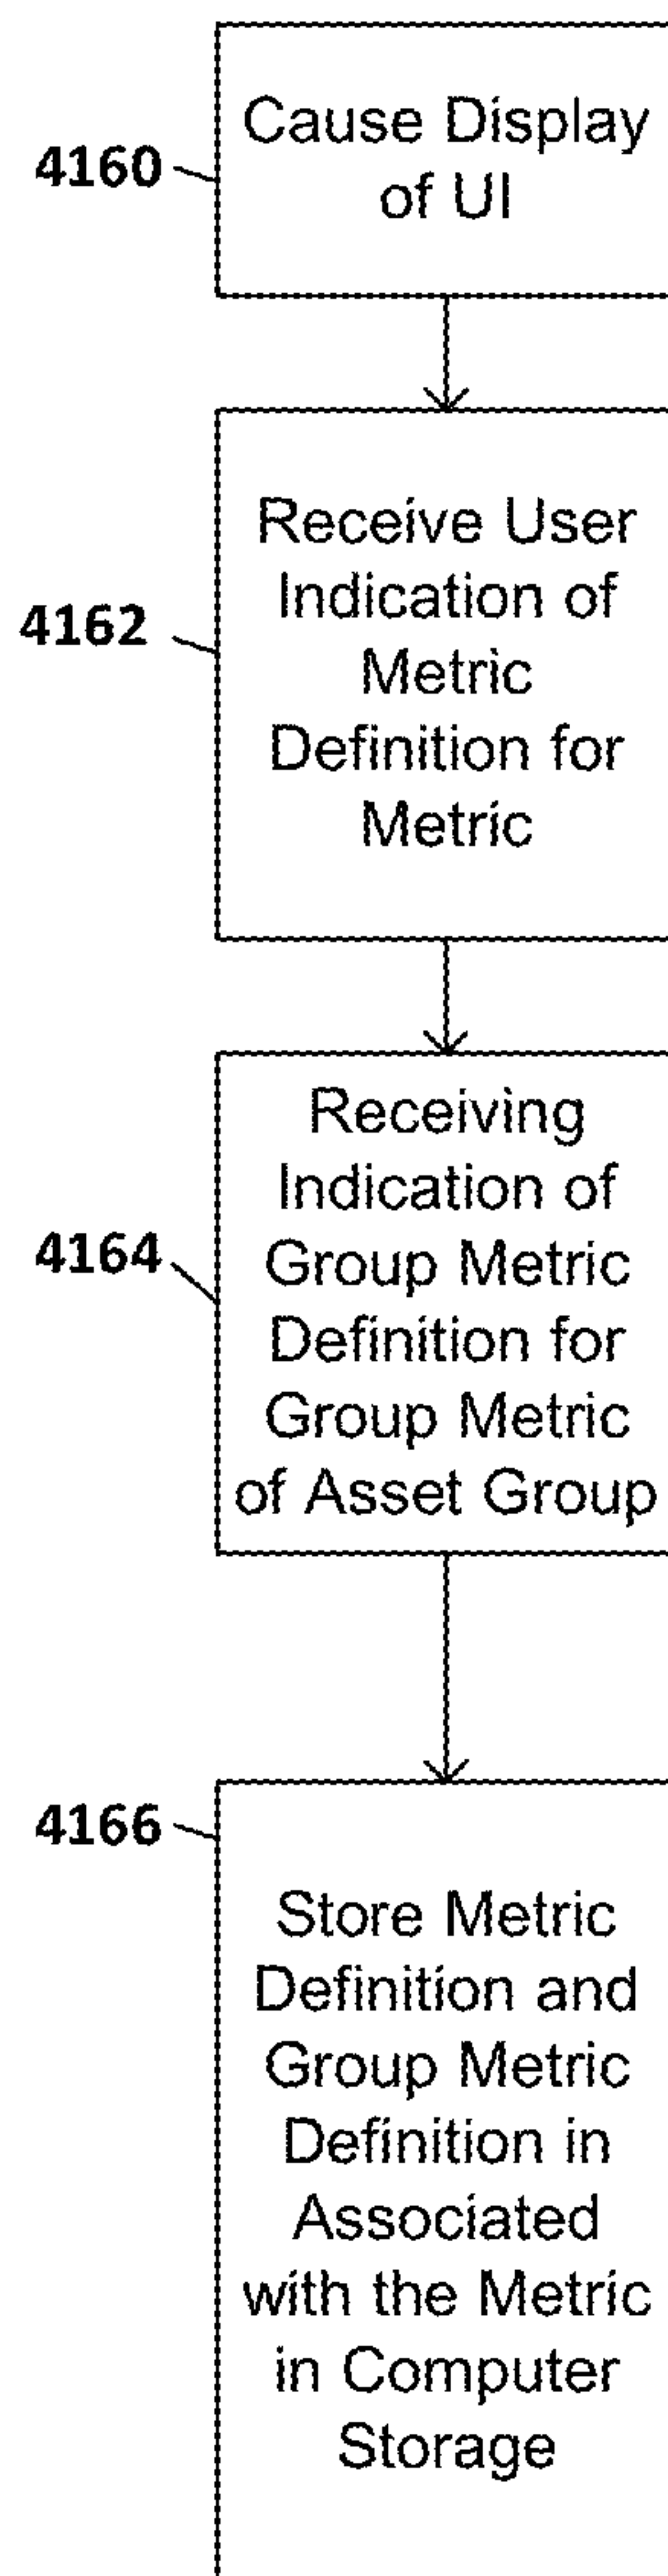 4160
Cause Display
of UI
4162
Receive User
Indication of
Metric
Definition for
Metric
4164
Receiving
Indication of
Group Metric
Definition for
Group Metric
of Asset Group
4166
Store Metric
Definition and
Group Metric
Definition in
Associated
with the Metric
in Computer
Storage